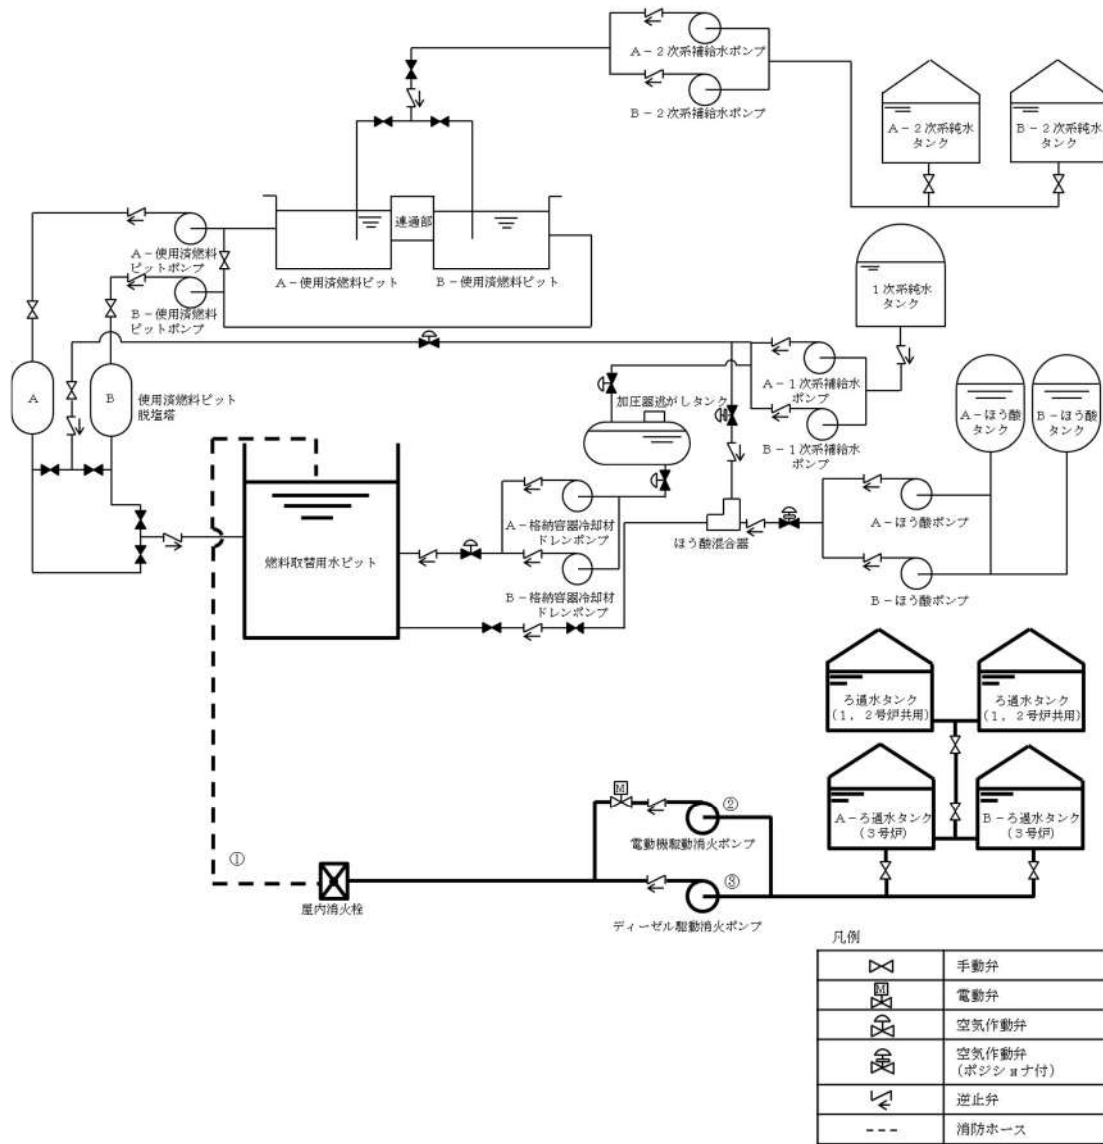 A－2次系補給水ポンプ
B－2次系補給水ポンプ
A－2次系純水
タンク
B－2次系純水
タンク
連通部
A－使用済燃料
ピットポンプ
A－使用済燃料ピット
B－使用済燃料ピット
B－使用済燃料
ピットポンプ
1次系純水
タンク
A
B
使用済燃料ピット
脱塩塔
加圧器逃がしタンク
A－1次系補給水
ポンプ
B－1次系補給水
ポンプ
A－ほう酸
タンク
B－ほう酸
タンク
A－格納容器冷却材
ドレンポンプ
B－格納容器冷却材
ドレンポンプ
ほう酸混合器
A－ほう酸ポンプ
B－ほう酸ポンプ
燃料取替用水ピット
ろ過水タンク
(1，2号炉共用)
ろ過水タンク
(1，2号炉共用)
A－ろ過水タンク
(3号炉)
B－ろ過水タンク
(3号炉)
M
②
電動機駆動消火ポンプ
①
③
屋内消火栓
ディーゼル駆動消火ポンプ
凡例
手動弁
M
電動弁
空気作動弁
空気作動弁
(ポジショナ付)
逆止弁
消防ホース